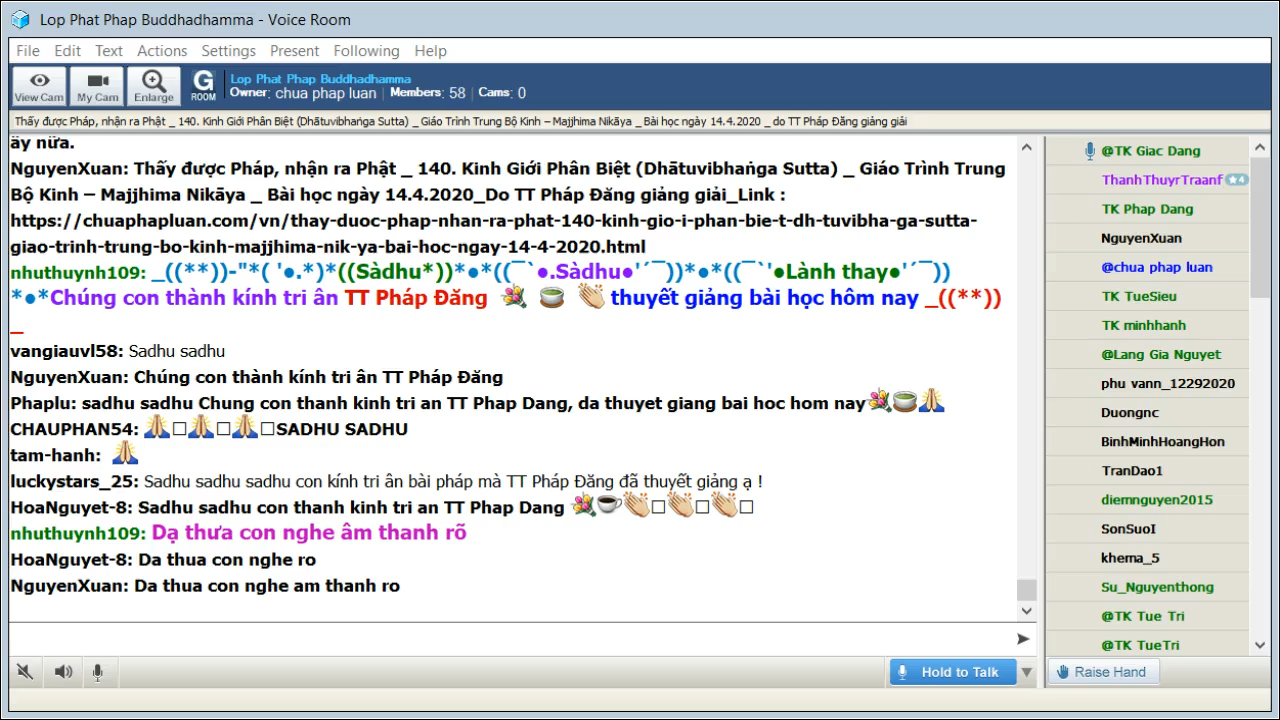 Lop Phat Phap Buddhadhamma - Voice Room
File Edit Text Actions Settings Present Following Help
View Cam My Cam Enlarge G ROOM
Lop Phat Phap Buddhadhamma
Owner: chua phap luan | Members: 58 | Cams: 0
Thấy được Pháp, nhận ra Phật _ 140. Kinh Giới Phân Biệt (Dhātuvibhaṅga Sutta) _ Giáo Trình Trung Bộ Kinh – Majjhima Nikāya _ Bài học ngày 14.4.2020 _ do TT Pháp Đăng giảng giải
ấy nữa.
NguyenXuan: Thấy được Pháp, nhận ra Phật _ 140. Kinh Giới Phân Biệt (Dhātuvibhaṅga Sutta) _ Giáo Trình Trung
Bộ Kinh – Majjhima Nikāya _ Bài học ngày 14.4.2020_Do TT Pháp Đăng giảng giải_Link :
https://chuaphapluan.com/vn/thay-duoc-phap-nhan-ra-phat-140-kinh-gio-i-phan-bie-t-dh-tuvibha-ga-sutta-
giao-trinh-trung-bo-kinh-majjhima-nik-ya-bai-hoc-ngay-14-4-2020.html
nhuthuynh109: _((**))-"*( '●.*)*((Sàdhu*))*●*((¯`●.Sàdhu●'´¯))*●*((¯`'●Lành thay●'´¯))
*●*Chúng con thành kính tri ân TT Pháp Đăng 💐 🍵 👏 thuyết giảng bài học hôm nay _((**))
_
vangiauvl58: Sadhu sadhu
NguyenXuan: Chúng con thành kính tri ân TT Pháp Đăng
Phaplu: sadhu sadhu Chung con thanh kinh tri an TT Phap Dang, da thuyet giang bai hoc hom nay💐🍵🙏
CHAUPHAN54: 🙏□🙏□🙏□SADHU SADHU
tam-hanh: 🙏
luckystars_25: Sadhu sadhu sadhu con kính tri ân bài pháp mà TT Pháp Đăng đã thuyết giảng ạ !
HoaNguyet-8: Sadhu sadhu con thanh kinh tri an TT Phap Dang 💐☕👏□👏□👏□
nhuthuynh109: Dạ thưa con nghe âm thanh rõ
HoaNguyet-8: Da thua con nghe ro
NguyenXuan: Da thua con nghe am thanh ro
Hold to Talk
@TK Giac Dang
ThanhThuyrTraanf ★4
TK Phap Dang
NguyenXuan
@chua phap luan
TK TueSieu
TK minhhanh
@Lang Gia Nguyet
phu vann_12292020
Duongnc
BinhMinhHoangHon
TranDao1
diemnguyen2015
SonSuoI
khema_5
Su_Nguyenthong
@TK Tue Tri
@TK TueTri
Raise Hand